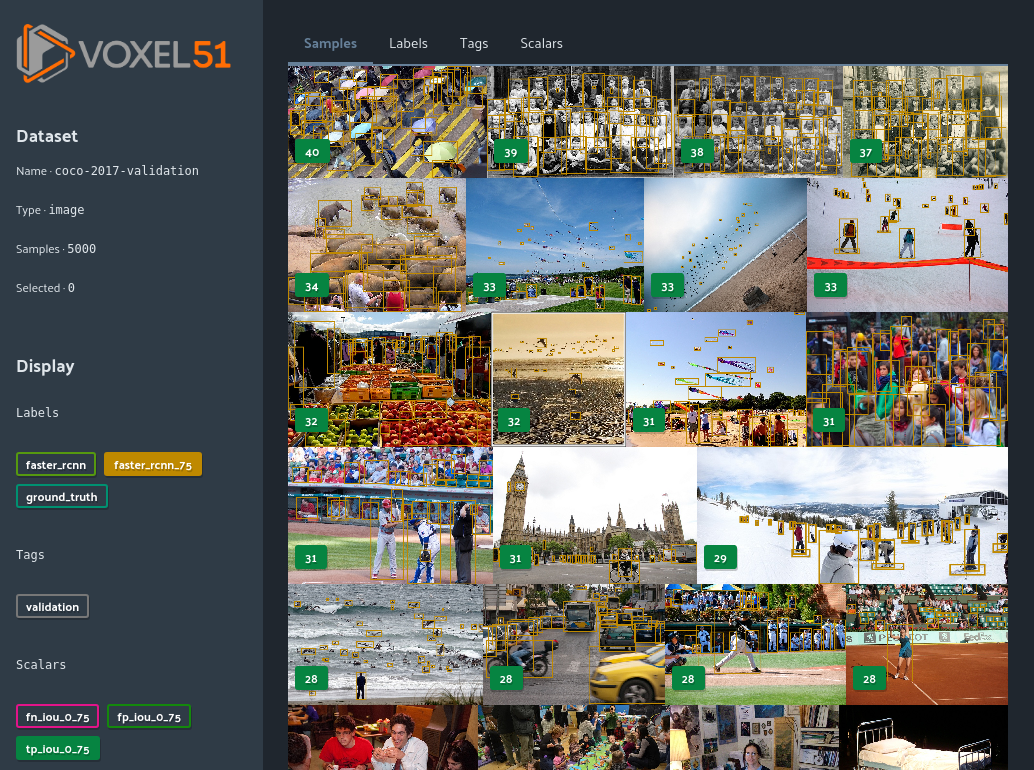 VOXEL51
Samples Labels Tags Scalars
Dataset
Name · coco-2017-validation
Type · image
Samples · 5000
Selected · 0
Display
Labels
faster_rcnn faster_rcnn_75
ground_truth
Tags
validation
Scalars
fn_iou_0_75 fp_iou_0_75
tp_iou_0_75
40 39 38 37
34 33 33 33
32 32 31 31
31 31 29
28 28 28 28